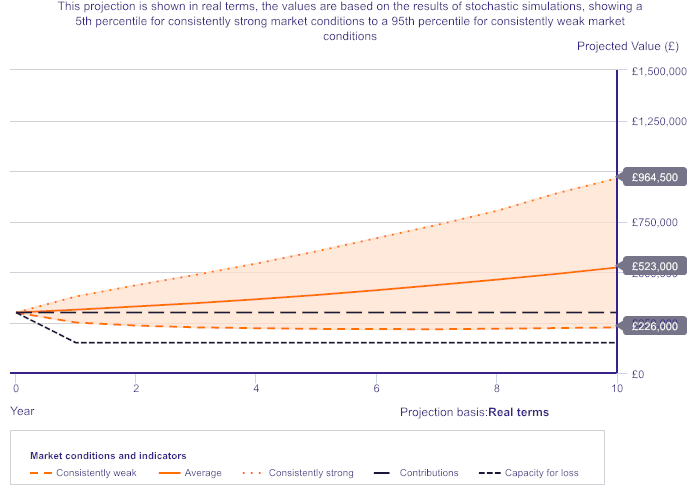 This projection is shown in real terms, the values are based on the results of stochastic simulations, showing a
5th percentile for consistently strong market conditions to a 95th percentile for consistently weak market
conditions
Projected Value (£)
£1,500,000
£1,250,000
£964,500
£750,000
£523,000
£226,000
£0
0 2 4 6 8 10
Year
Projection basis:Real terms
Market conditions and indicators
Consistently weak Average Consistently strong Contributions Capacity for loss